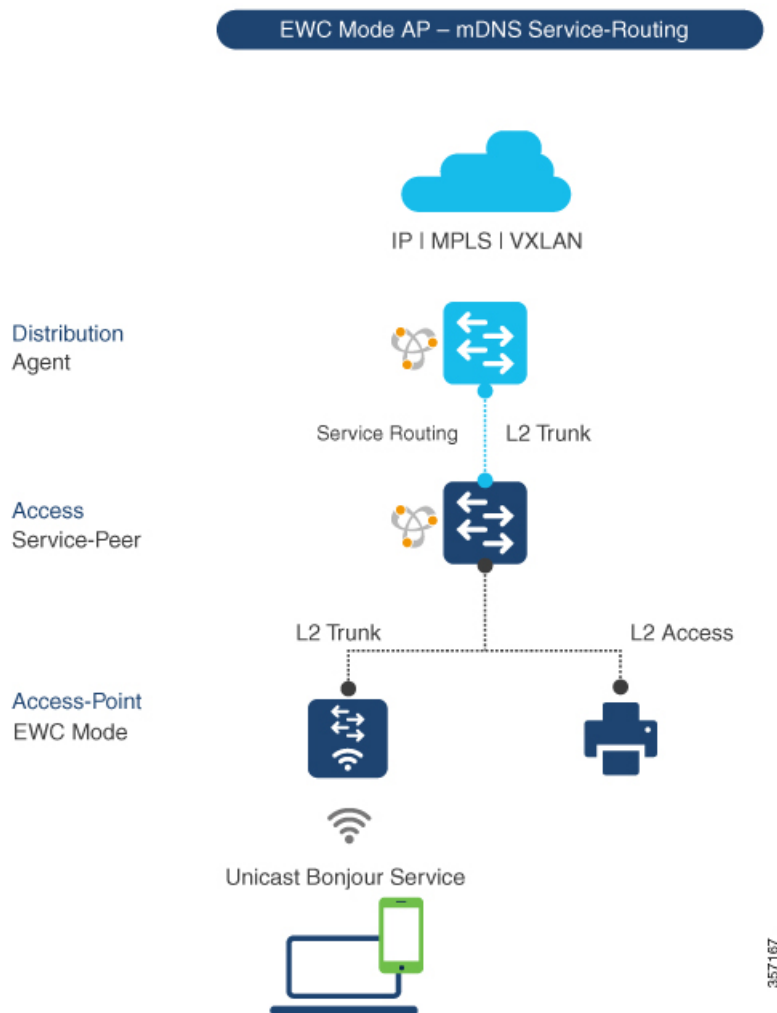 EWC Mode AP – mDNS Service-Routing
IP | MPLS | VXLAN
Distribution
Agent
Service Routing
L2 Trunk
Access
Service-Peer
L2 Trunk
L2 Access
Access-Point
EWC Mode
Unicast Bonjour Service
357167